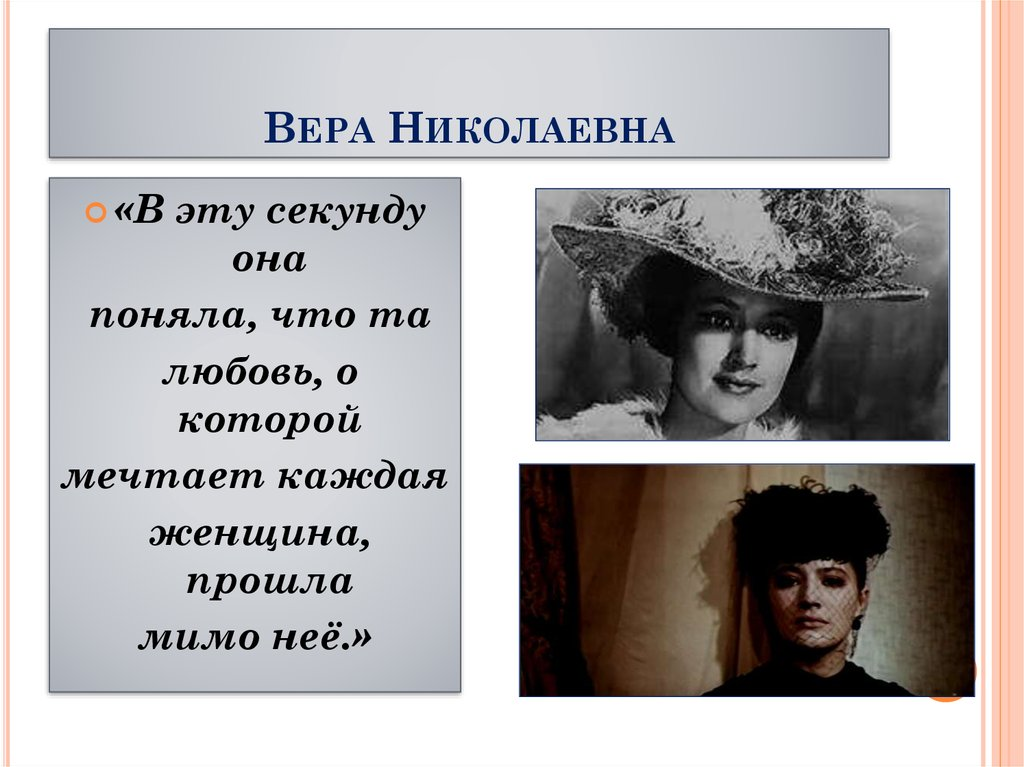 Вера Николаевна
«В эту секунду
она
поняла, что та
любовь, о
которой
мечтает каждая
женщина,
прошла
мимо неё.»